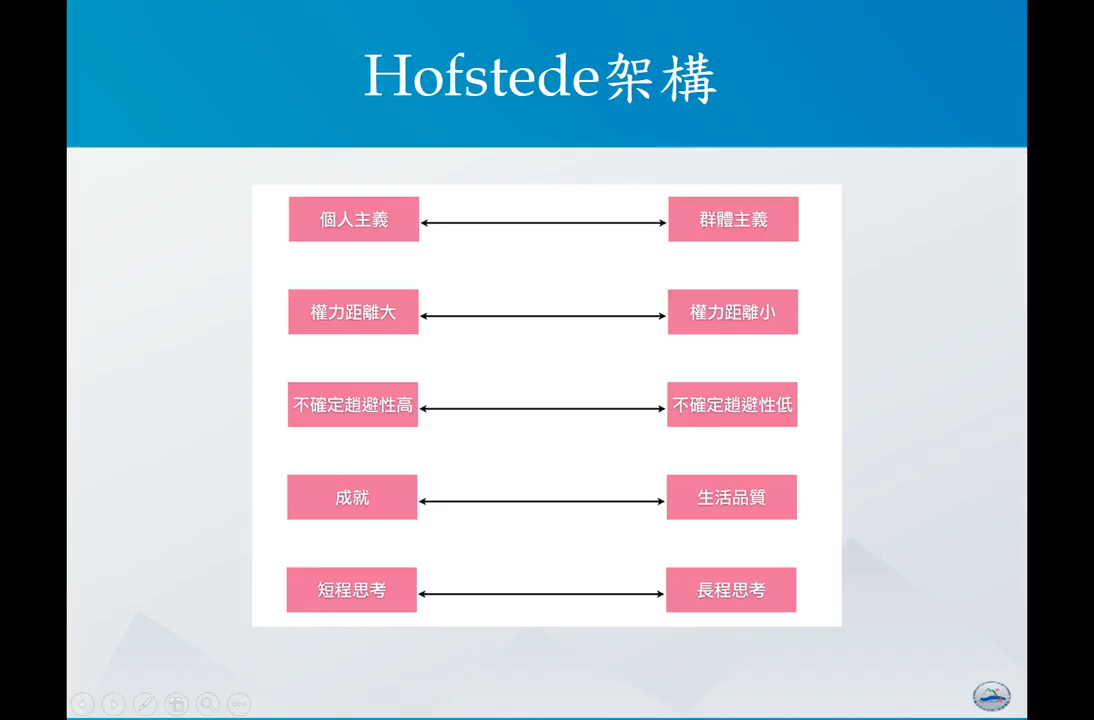 Hofstede架構
個人主義 群體主義
權力距離大 權力距離小
不確定趙避性高 不確定趙避性低
成就 生活品質
短程思考 長程思考